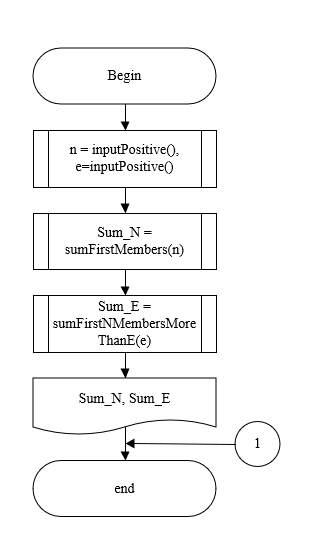 Begin
n = inputPositive(),
e=inputPositive()
Sum_N =
sumFirstMembers(n)
Sum_E =
sumFirstNMembersMore
ThanE(e)
Sum_N, Sum_E
1
end